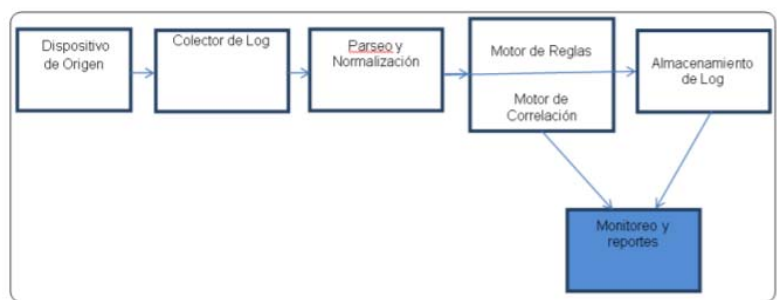 Dispositivo
de Origen
Colector de Log
Parseo y
Normalización
Motor de Reglas
Motor de
Correlación
Almacenamiento
de Log
Monitoreo y
reportes